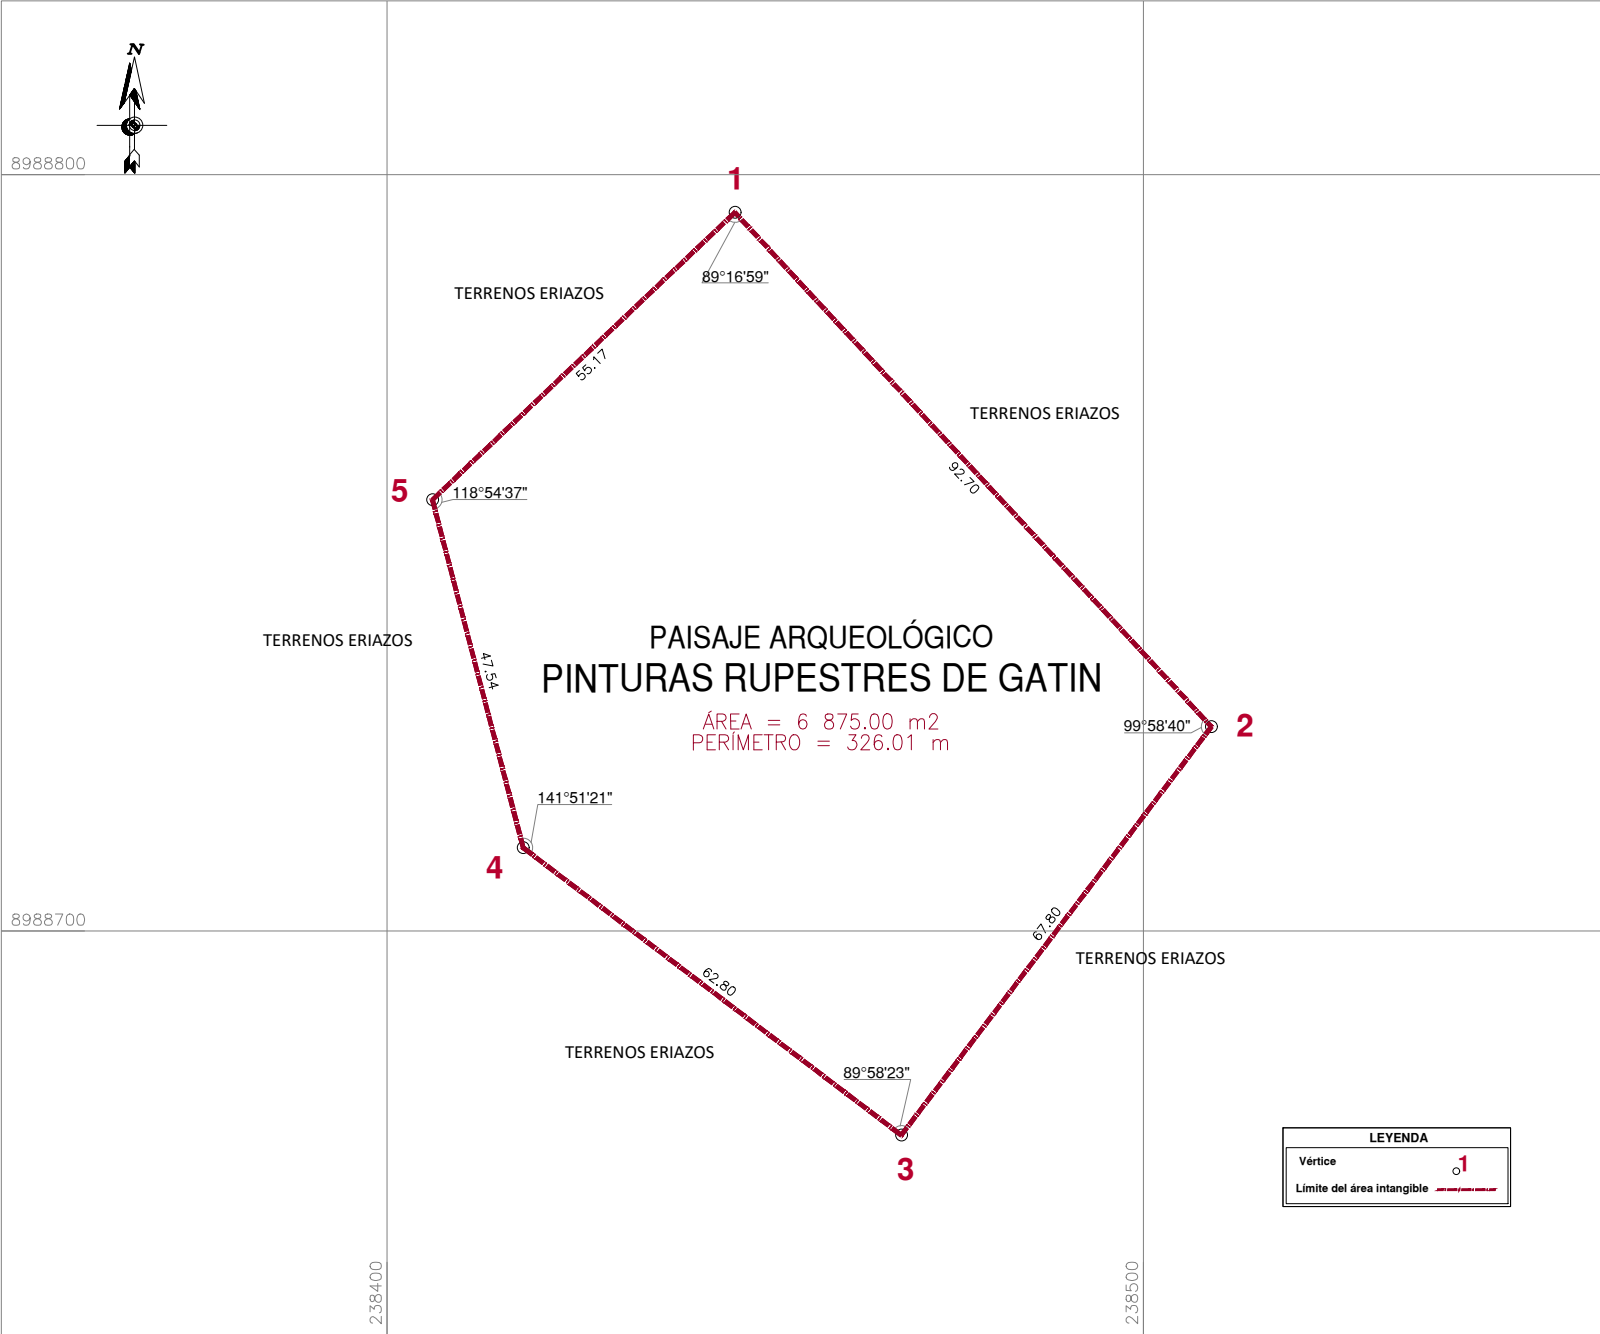 N
8988800
1
89°16'59"
TERRENOS ERIAZOS
55.17
TERRENOS ERIAZOS
92.70
5
118°54'37"
TERRENOS ERIAZOS
47.54
PAISAJE ARQUEOLÓGICO
PINTURAS RUPESTRES DE GATIN
ÁREA = 6 875.00 m2
PERÍMETRO = 326.01 m
99°58'40"
2
141°51'21"
4
8988700
67.80
TERRENOS ERIAZOS
62.80
TERRENOS ERIAZOS
89°58'23"
3
LEYENDA
Vértice
1
Límite del área intangible
238400
238500